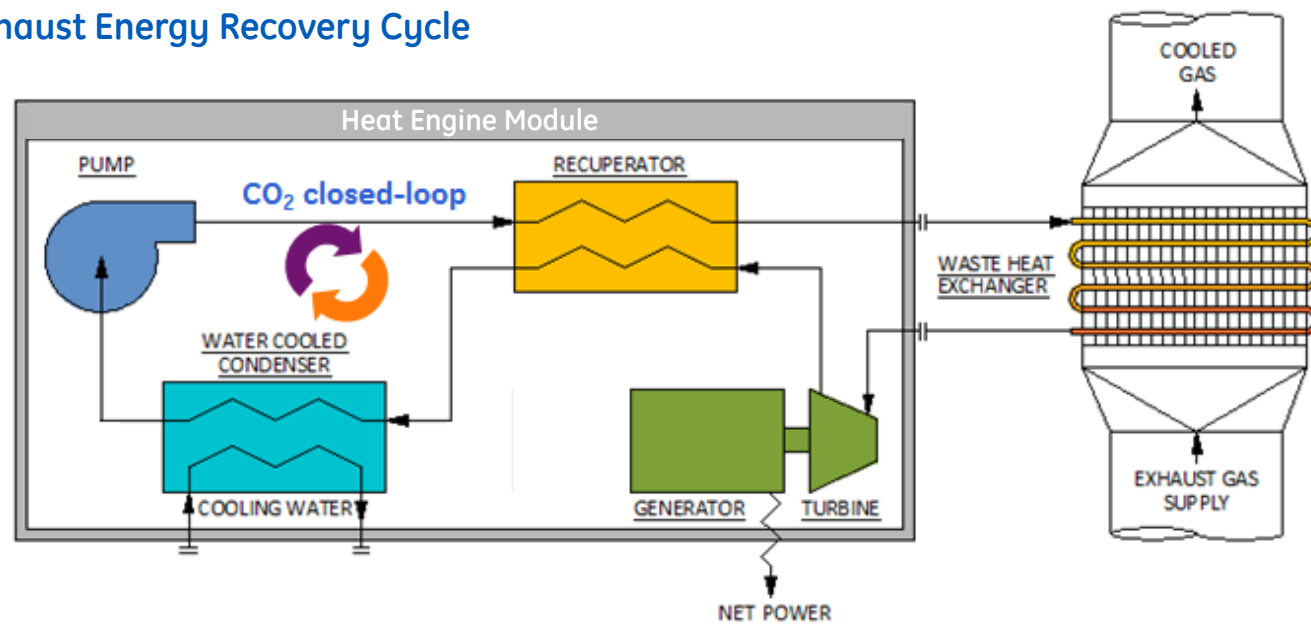 haust Energy Recovery Cycle
COOLED
GAS
Heat Engine Module
PUMP
RECUPERATOR
CO₂ closed-loop
WASTE HEAT
EXCHANGER
WATER COOLED
CONDENSER
COOLING WATER
GENERATOR
TURBINE
EXHAUST GAS
SUPPLY
NET POWER